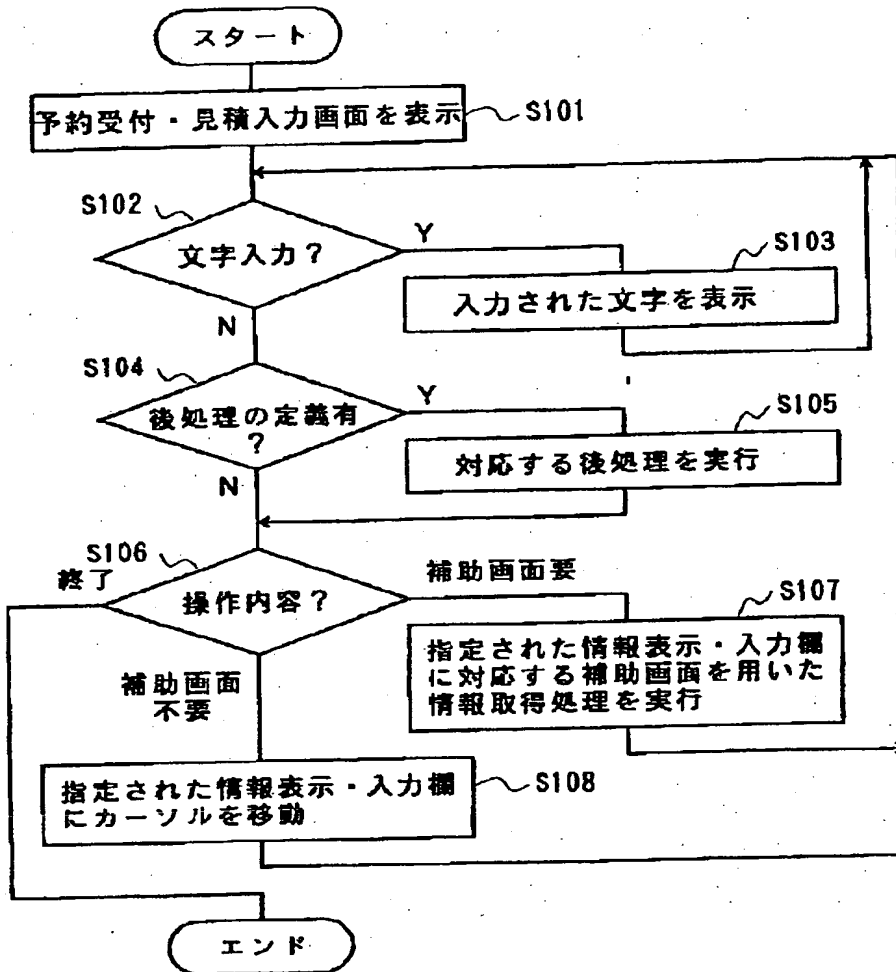 スタート
予約受付・見積入力画面を表示
S101
S102
文字入力?
Y
S103
入力された文字を表示
N
S104
後処理の定義有
?
Y
S105
対応する後処理を実行
N
S106
終了
操作内容?
補助画面要
S107
指定された情報表示・入力欄
に対応する補助画面を用いた
情報取得処理を実行
補助画面
不要
S108
指定された情報表示・入力欄
にカーソルを移動
エンド